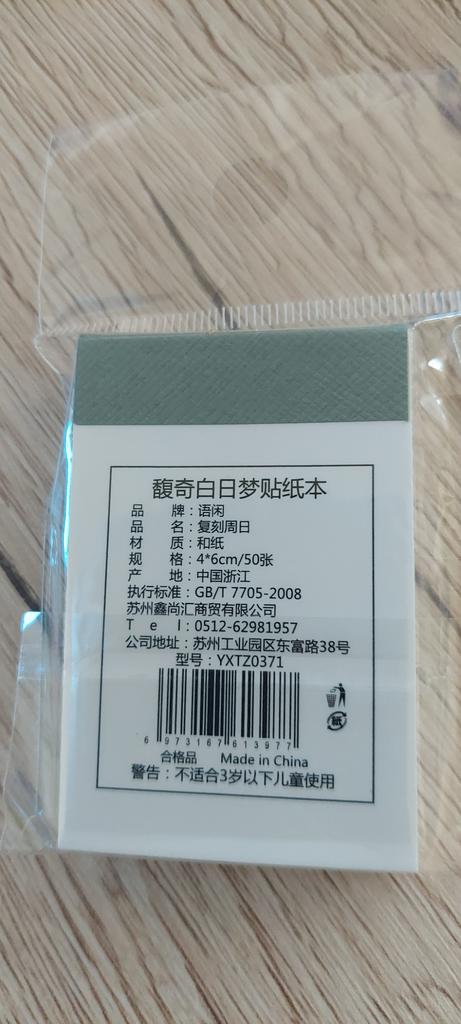 馥奇白日梦贴纸本
品 牌：语闲
品 名：复刻周日
材 质：和纸
规 格：4*6cm/50张
产 地：中国浙江
执行标准：GB/T 7705-2008
苏州鑫尚汇商贸有限公司
T e l：0512-62981957
公司地址：苏州工业园区东富路38号
型号：YXTZ0371
6 973167 613977
合格品 Made in China
警告：不适合3岁以下儿童使用
紙